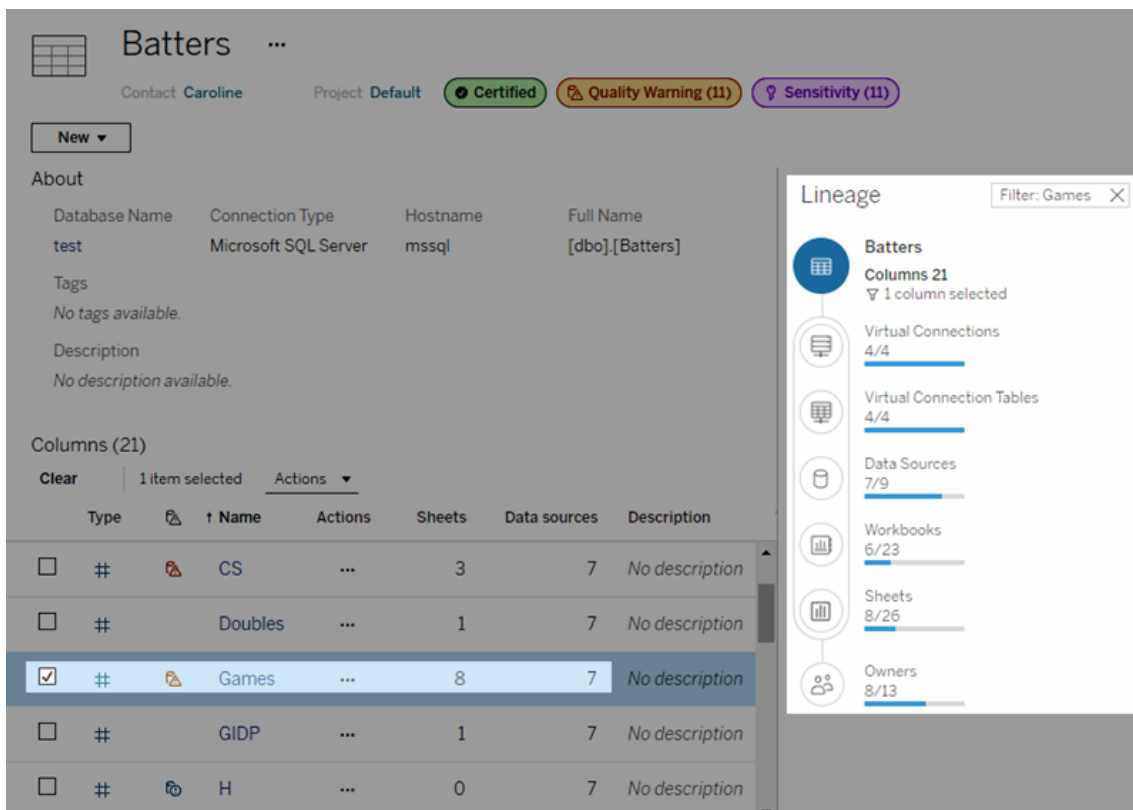 Batters ...
Contact Caroline Project Default Certified Quality Warning (11) Sensitivity (11)
New
About
Database Name Connection Type Hostname Full Name
test Microsoft SQL Server mssql [dbo].[Batters]
Tags
No tags available.
Description
No description available.
Columns (21)
Clear 1 item selected Actions
Type ↑ Name Actions Sheets Data sources Description
# CS ... 3 7 No description
# Doubles ... 1 7 No description
# Games ... 8 7 No description
# GIDP ... 1 7 No description
# H ... 0 7 No description
Lineage Filter: Games
Batters
Columns 21
1 column selected
Virtual Connections
4/4
Virtual Connection Tables
4/4
Data Sources
7/9
Workbooks
6/23
Sheets
8/26
Owners
8/13